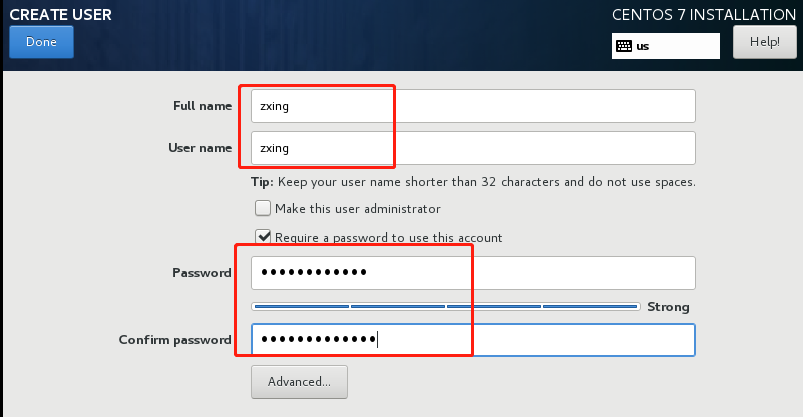 CREATE USER
CENTOS 7 INSTALLATION
Done
us
Help!
Full name
zxing
User name
zxing
Tip: Keep your user name shorter than 32 characters and do not use spaces.
Make this user administrator
Require a password to use this account
Password
●●●●●●●●●●●●
Strong
Confirm password
●●●●●●●●●●●●●
Advanced...